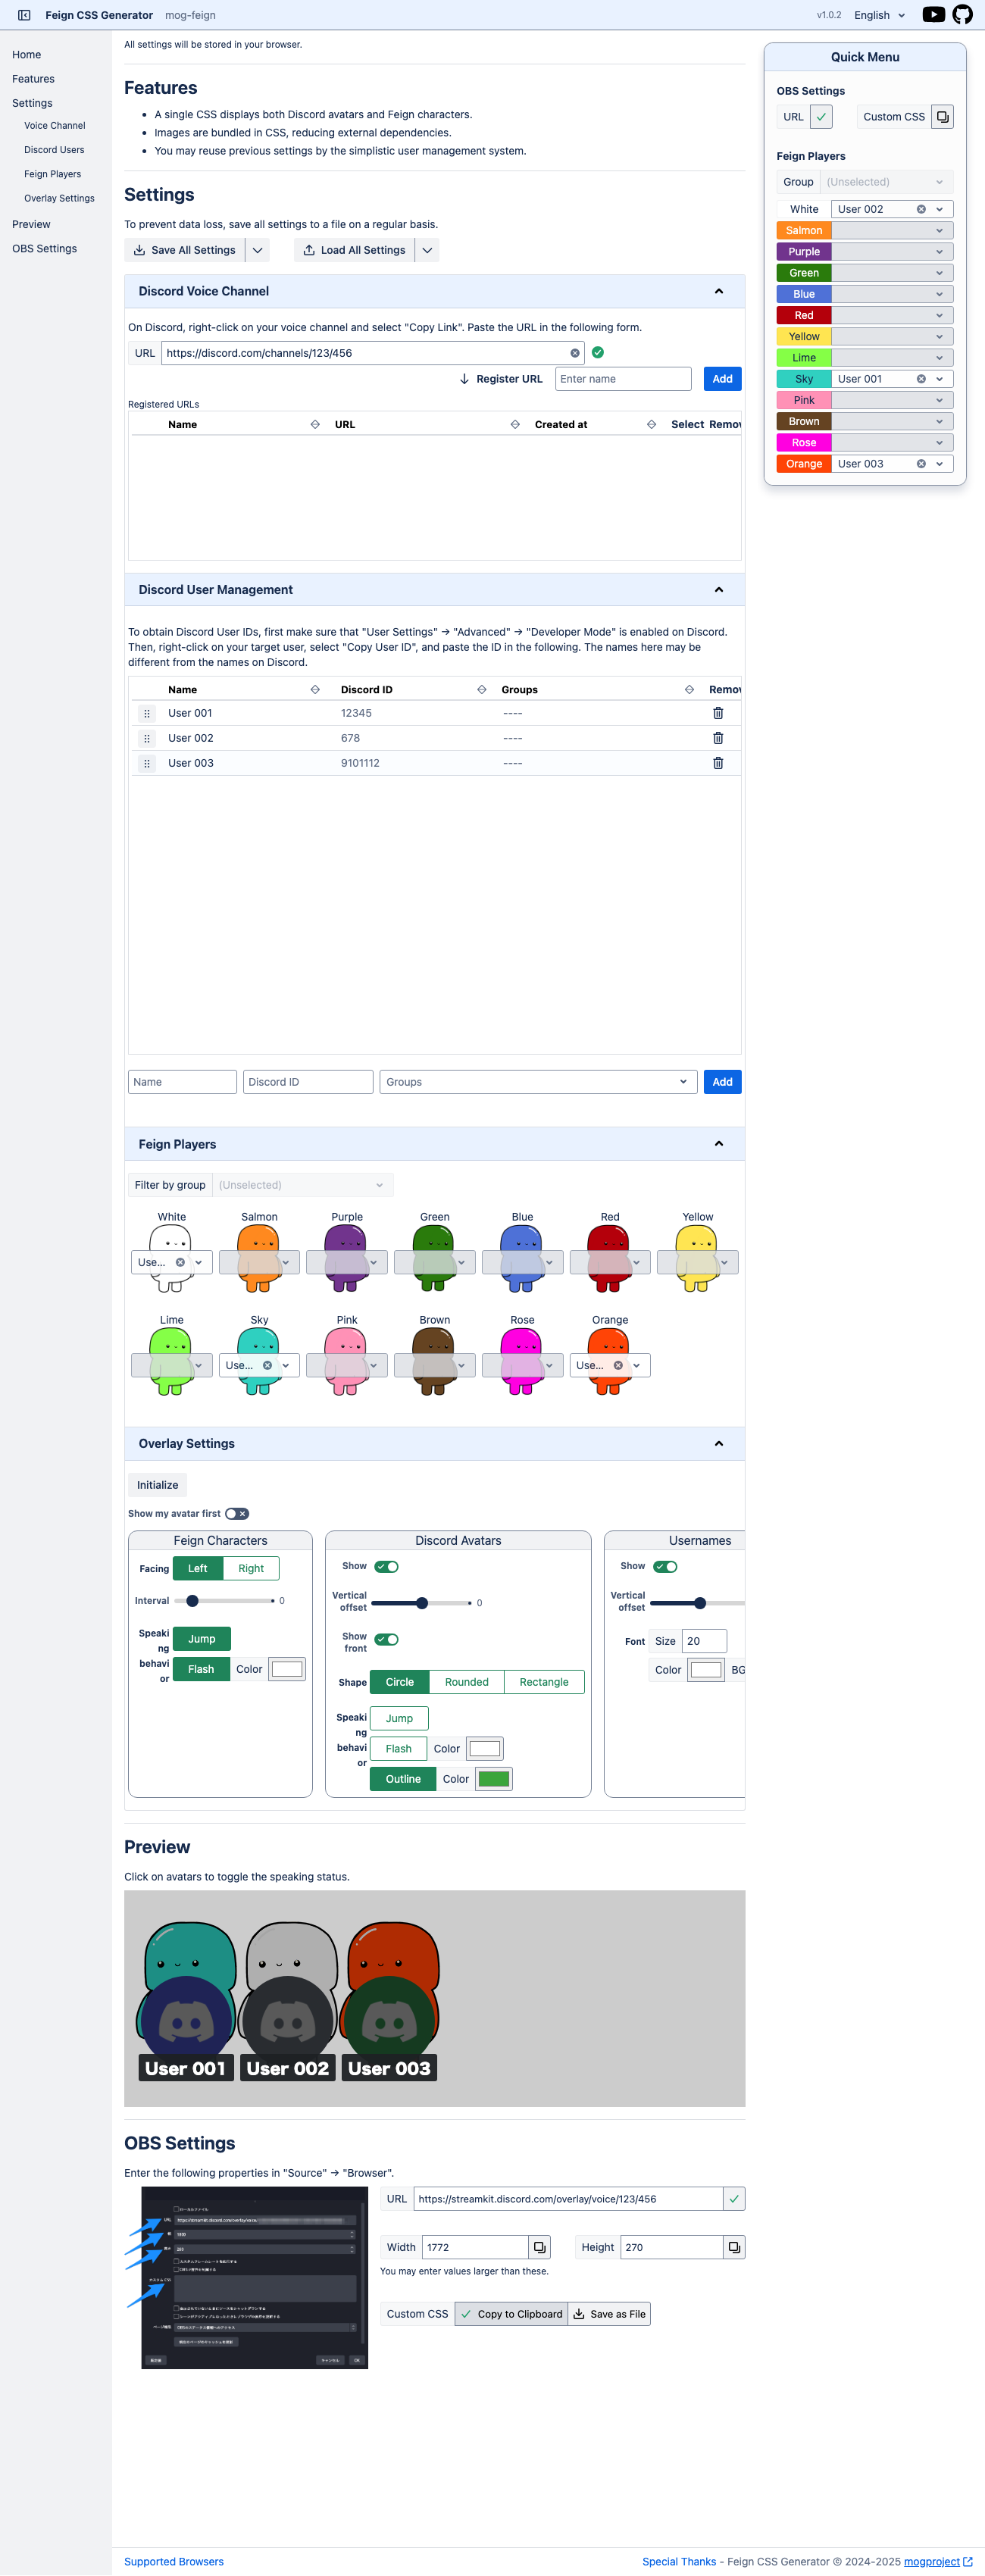 Feign CSS Generator mog-feign v1.0.2 English
Home
Features
Settings
Voice Channel
Discord Users
Feign Players
Overlay Settings
Preview
OBS Settings
All settings will be stored in your browser.
Features
A single CSS displays both Discord avatars and Feign characters.
Images are bundled in CSS, reducing external dependencies.
You may reuse previous settings by the simplistic user management system.
Settings
To prevent data loss, save all settings to a file on a regular basis.
Save All Settings Load All Settings
Discord Voice Channel
On Discord, right-click on your voice channel and select "Copy Link". Paste the URL in the following form.
URL https://discord.com/channels/123/456
Register URL Enter name Add
Registered URLs
Name URL Created at Select Remov
Discord User Management
To obtain Discord User IDs, first make sure that "User Settings" → "Advanced" → "Developer Mode" is enabled on Discord.
Then, right-click on your target user, select "Copy User ID", and paste the ID in the following. The names here may be
different from the names on Discord.
Name Discord ID Groups Remov
User 001 12345 ----
User 002 678 ----
User 003 9101112 ----
Name Discord ID Groups Add
Feign Players
Filter by group (Unselected)
White Salmon Purple Green Blue Red Yellow
Use...
Lime Sky Pink Brown Rose Orange
Use... Use...
Overlay Settings
Initialize
Show my avatar first
Feign Characters
Facing Left Right
Interval 0
Speaki
ng
behavi
or
Jump
Flash Color
Discord Avatars
Show
Vertical
offset
0
Show
front
Shape Circle Rounded Rectangle
Speaki
ng
behavi
or
Jump
Flash Color
Outline Color
Usernames
Show
Vertical
offset
Font Size 20
Color BG
Preview
Click on avatars to toggle the speaking status.
User 001 User 002 User 003
OBS Settings
Enter the following properties in "Source" → "Browser".
URL https://streamkit.discord.com/overlay/voice/123/456
Width 1772 Height 270
You may enter values larger than these.
Custom CSS Copy to Clipboard Save as File
Quick Menu
OBS Settings
URL Custom CSS
Feign Players
Group (Unselected)
White User 002
Salmon
Purple
Green
Blue
Red
Yellow
Lime
Sky User 001
Pink
Brown
Rose
Orange User 003
Supported Browsers Special Thanks - Feign CSS Generator © 2024-2025 mogproject